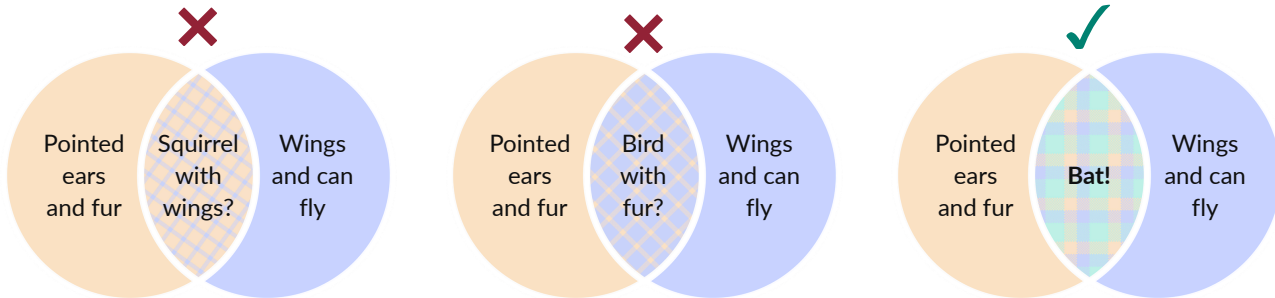 Pointed
ears
and fur
Squirrel
with
wings?
Wings
and can
fly
Pointed
ears
and fur
Bird
with
fur?
Wings
and can
fly
Pointed
ears
and fur
Bat!
Wings
and can
fly